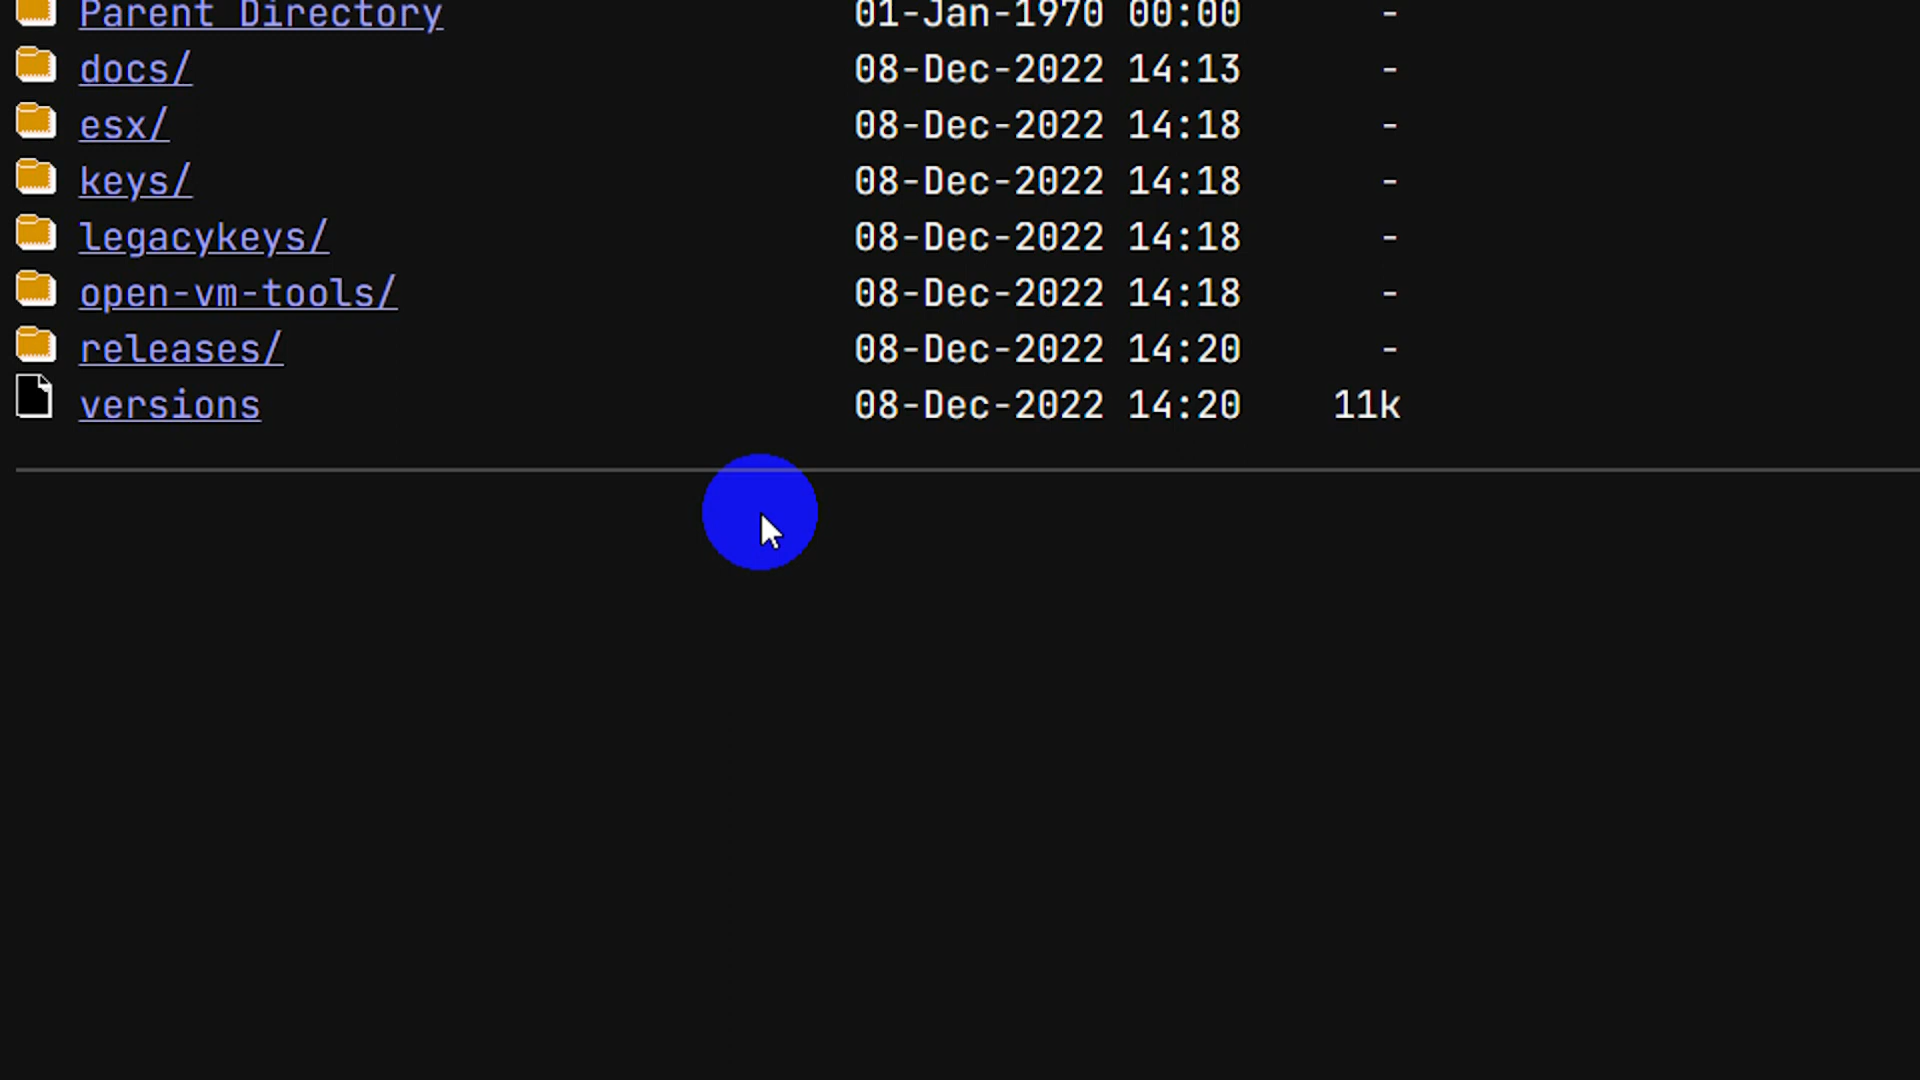 Parent Directory 01-Jan-1970 00:00 -
docs/ 08-Dec-2022 14:13 -
esx/ 08-Dec-2022 14:18 -
keys/ 08-Dec-2022 14:18 -
legacykeys/ 08-Dec-2022 14:18 -
open-vm-tools/ 08-Dec-2022 14:18 -
releases/ 08-Dec-2022 14:20 -
versions 08-Dec-2022 14:20 11k